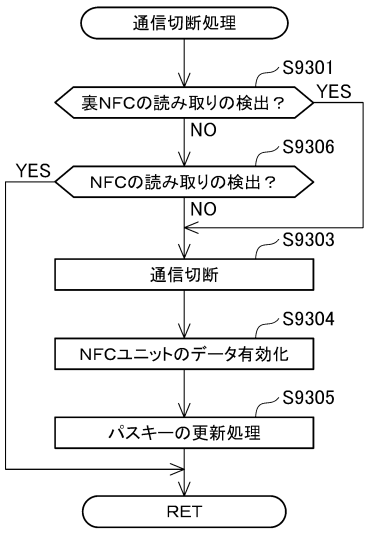 通信切断処理
S9301
裏NFCの読み取りの検出？
YES
NO
S9306
YES
NFCの読み取りの検出？
NO
S9303
通信切断
S9304
NFCユニットのデータ有効化
S9305
パスキーの更新処理
RET